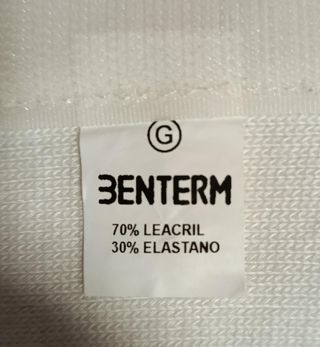 G
BENTERM
70% LEACRIL
30% ELASTANO